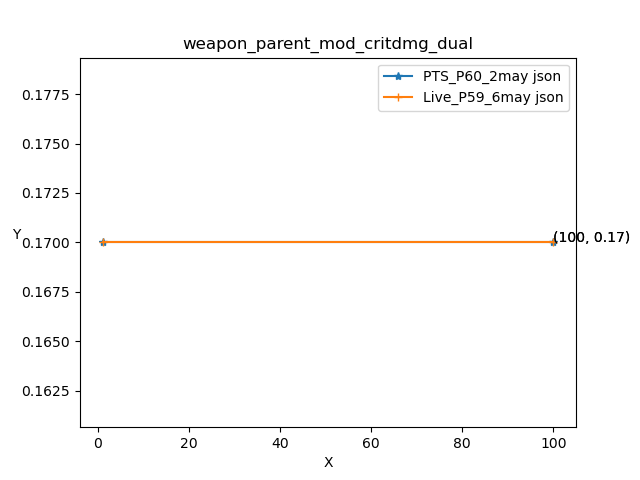 weapon_parent_mod_critdmg_dual
PTS_P60_2may json
Live_P59_6may json
0.1775
0.1750
0.1725
Y
0.1700
(100, 0.17)
0.1675
0.1650
0.1625
0 20 40 60 80 100
X